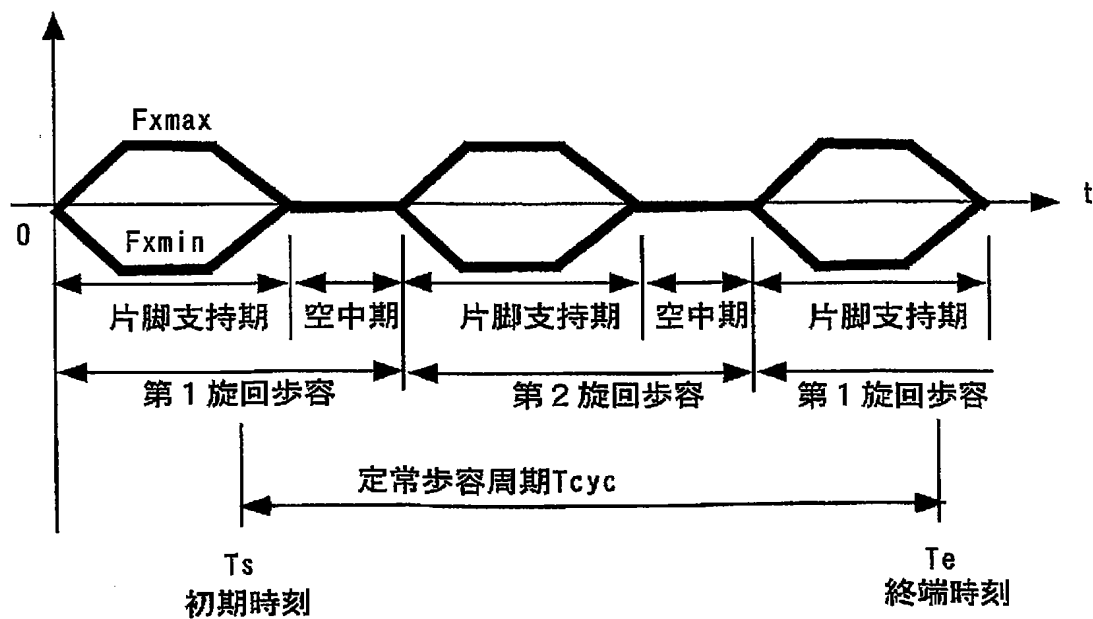 Fxmax
t
0
Fxmin
片脚支持期
空中期
片脚支持期
空中期
片脚支持期
第1旋回歩容
第2旋回歩容
第1旋回歩容
定常歩容周期Tcyc
Ts
初期時刻
Te
終端時刻